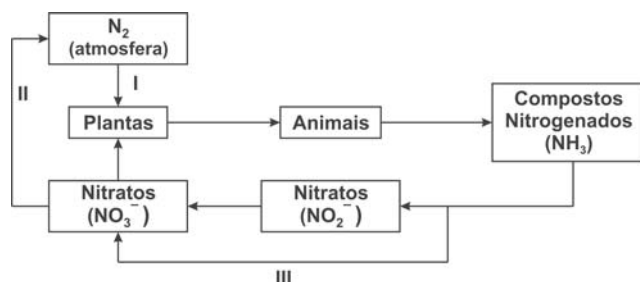 N₂
(atmosfera)
I
II
Plantas
Animais
Compostos
Nitrogenados
(NH₃)
Nitratos
(NO₃⁻)
Nitratos
(NO₂⁻)
III